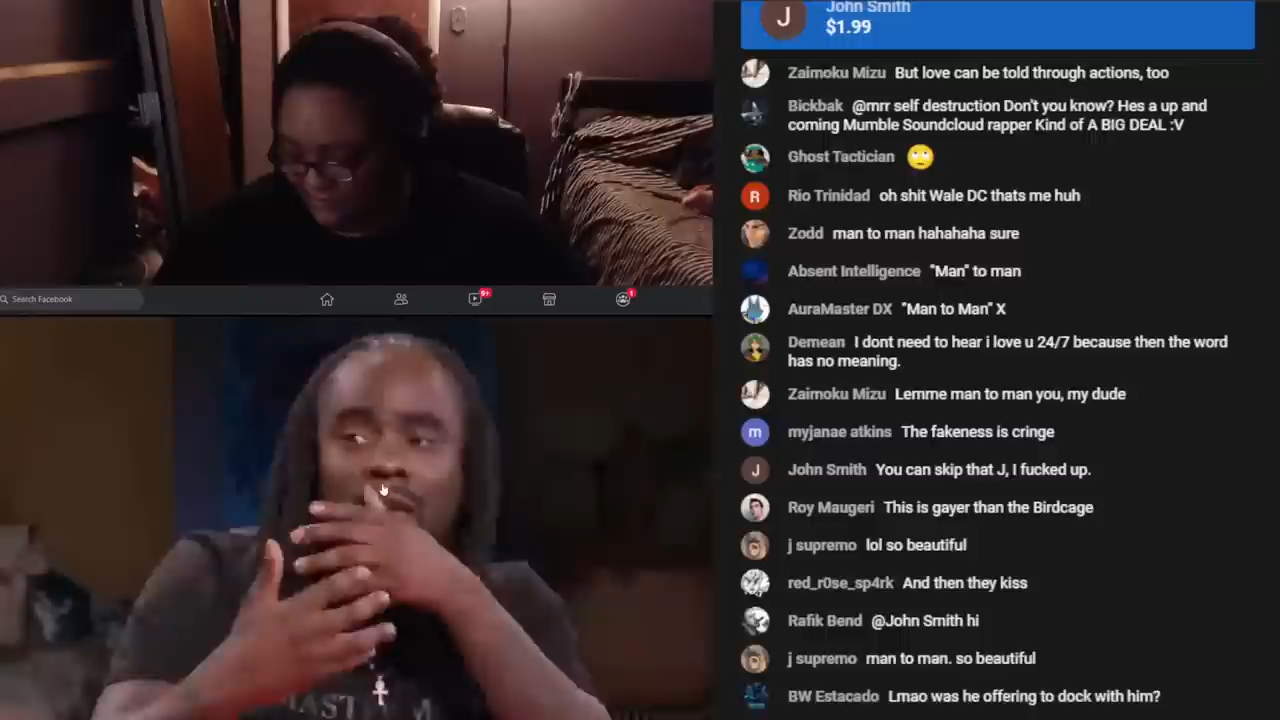 John Smith
J
$1.99
Zaimoku Mizu But love can be told through actions, too
Bickbak @mrr self destruction Don't you know? Hes a up and
coming Mumble Soundcloud rapper Kind of A BIG DEAL :V
Ghost Tactician 🙄
R Rio Trinidad oh shit Wale DC thats me huh
Zodd man to man hahahaha sure
Absent Intelligence "Man" to man
AuraMaster DX "Man to Man" X
Demean I dont need to hear i love u 24/7 because then the word
has no meaning.
Zaimoku Mizu Lemme man to man you, my dude
m myjanae atkins The fakeness is cringe
J John Smith You can skip that J, I fucked up.
Roy Maugeri This is gayer than the Birdcage
j supremo lol so beautiful
red_r0se_sp4rk And then they kiss
Rafik Bend @John Smith hi
j supremo man to man. so beautiful
BW Estacado Lmao was he offering to dock with him?
Search Facebook
9+
1